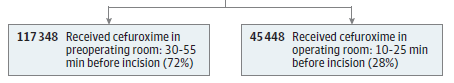 117 348 Received cefuroxime in
preoperating room: 30-55
min before incision (72%)
45 448 Received cefuroxime in
operating room: 10-25 min
before incision (28%)